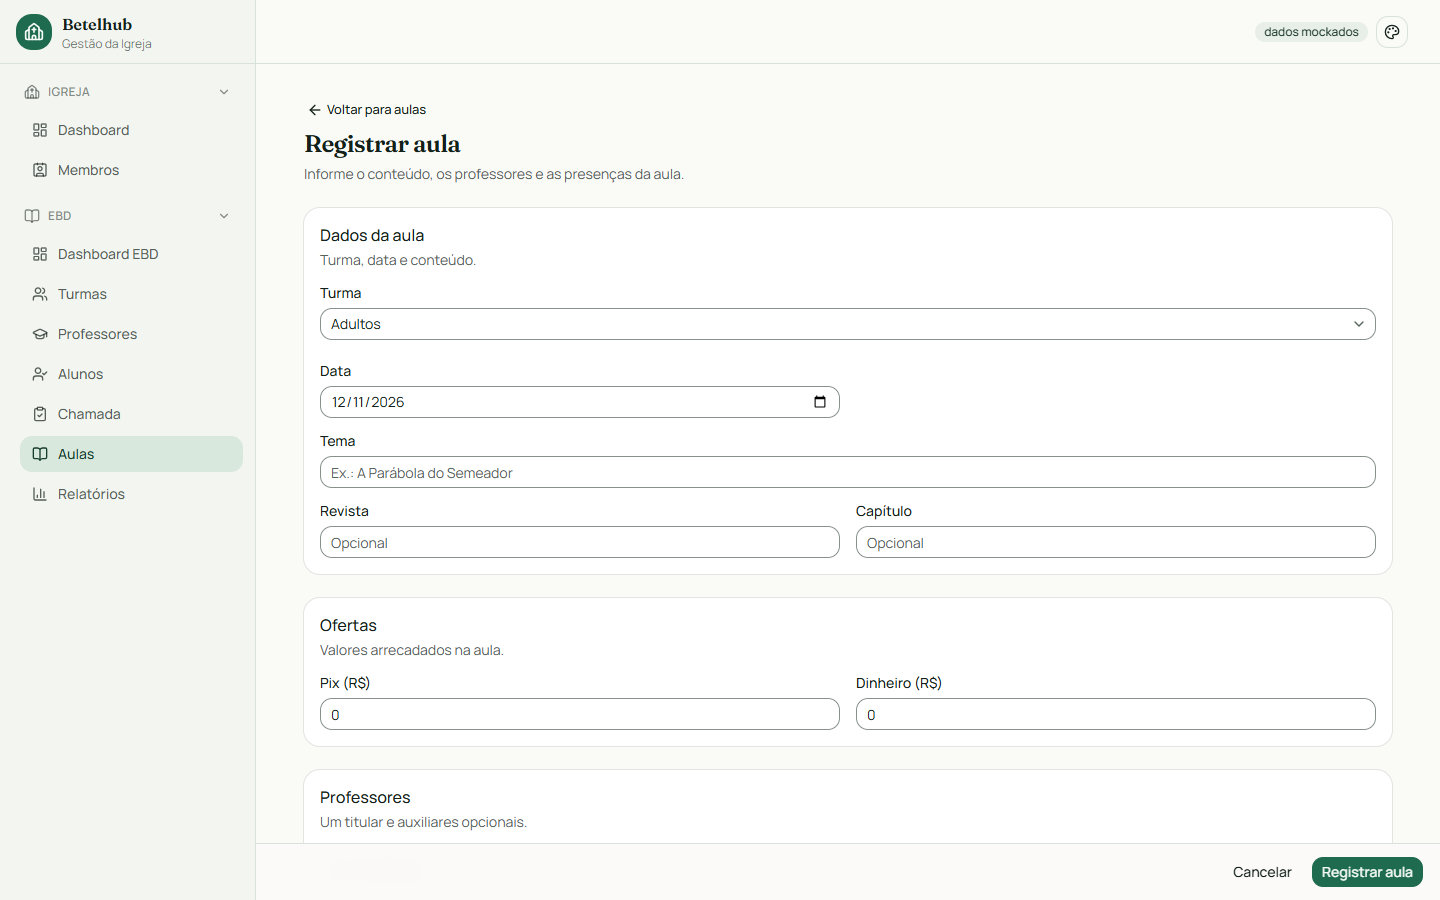 Betelhub
Gestão da Igreja
dados mockados
IGREJA
Dashboard
Membros
EBD
Dashboard EBD
Turmas
Professores
Alunos
Chamada
Aulas
Relatórios
Voltar para aulas
Registrar aula
Informe o conteúdo, os professores e as presenças da aula.
Dados da aula
Turma, data e conteúdo.
Turma
Adultos
Data
12/11/2026
Tema
Ex.: A Parábola do Semeador
Revista
Capítulo
Opcional
Opcional
Ofertas
Valores arrecadados na aula.
Pix (R$)
Dinheiro (R$)
0
0
Professores
Um titular e auxiliares opcionais.
Cancelar
Registrar aula